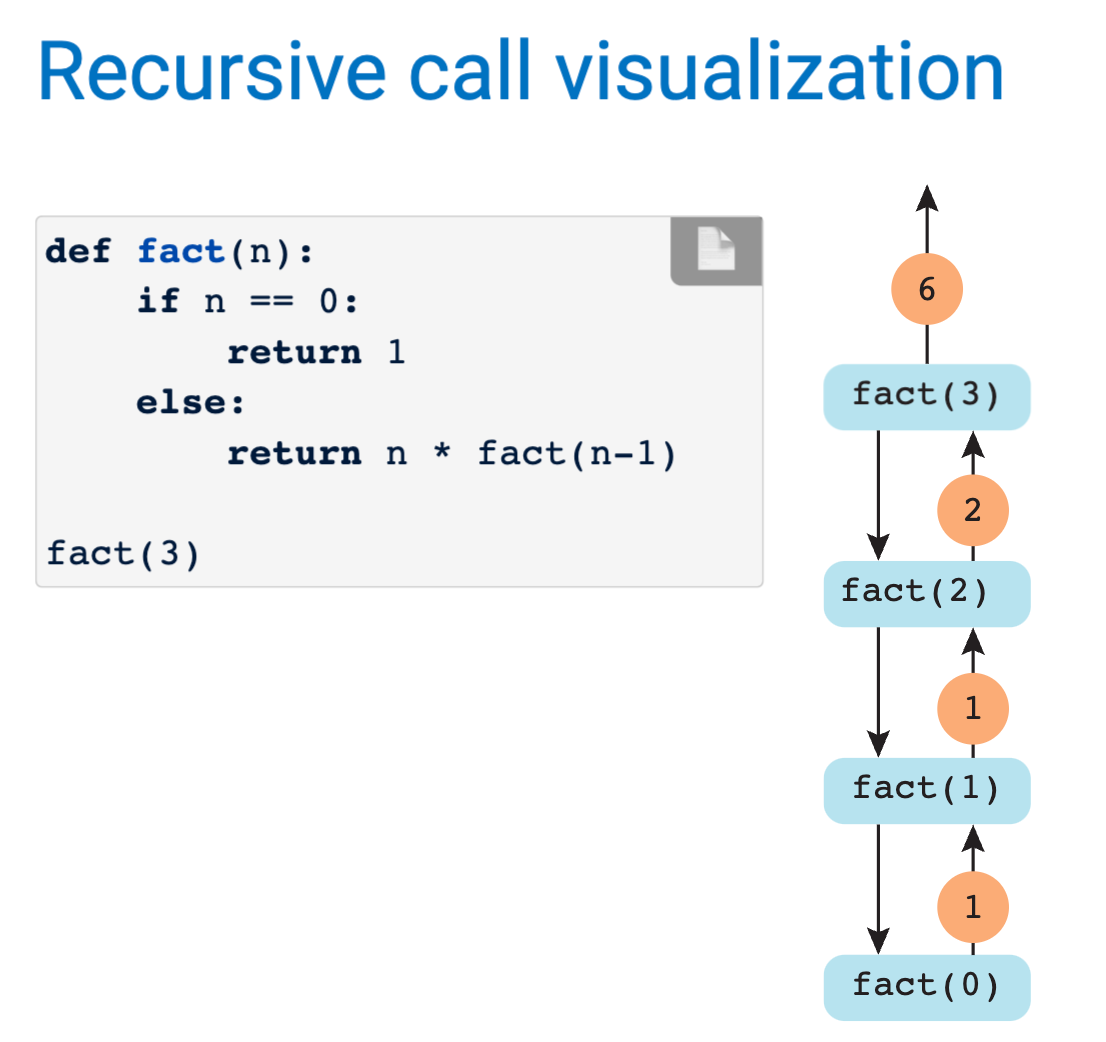 Recursive call visualization
def fact(n):
    if n == 0:
        return 1
    else:
        return n * fact(n-1)
fact(3)
6
fact(3)
2
fact(2)
1
fact(1)
1
fact(0)